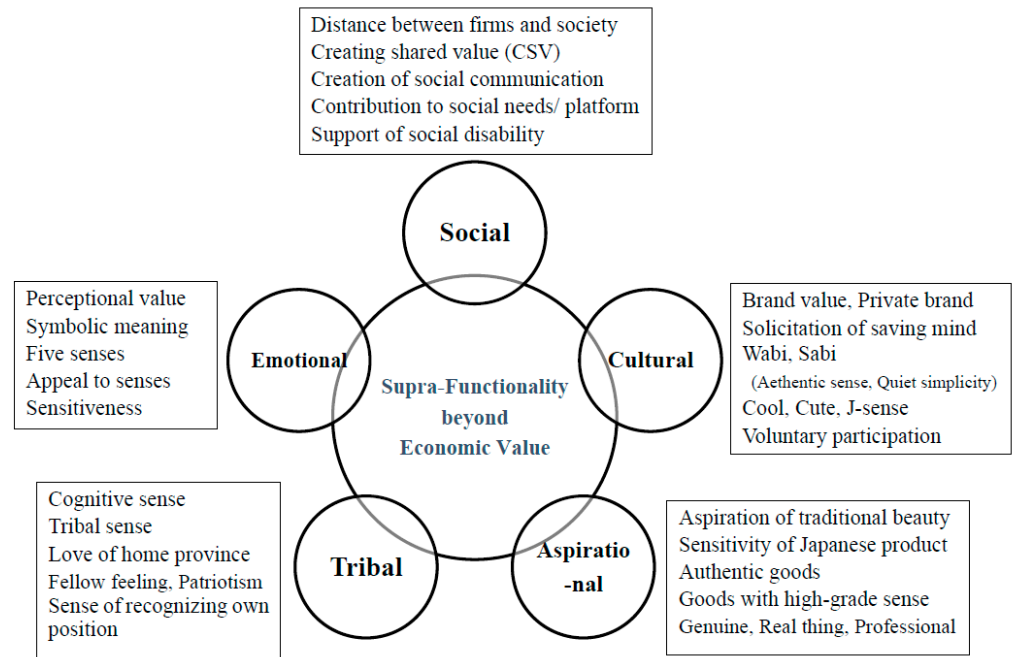 Distance between firms and society
Creating shared value (CSV)
Creation of social communication
Contribution to social needs/ platform
Support of social disability
Social
Perceptional value
Symbolic meaning
Five senses
Appeal to senses
Sensitiveness
Emotional
Cultural
Brand value, Private brand
Solicitation of saving mind
Wabi, Sabi
(Aethentic sense, Quiet simplicity)
Cool, Cute, J-sense
Voluntary participation
Supra-Functionality
beyond
Economic Value
Cognitive sense
Tribal sense
Love of home province
Fellow feeling, Patriotism
Sense of recognizing own
position
Tribal
Aspiratio
-nal
Aspiration of traditional beauty
Sensitivity of Japanese product
Authentic goods
Goods with high-grade sense
Genuine, Real thing, Professional